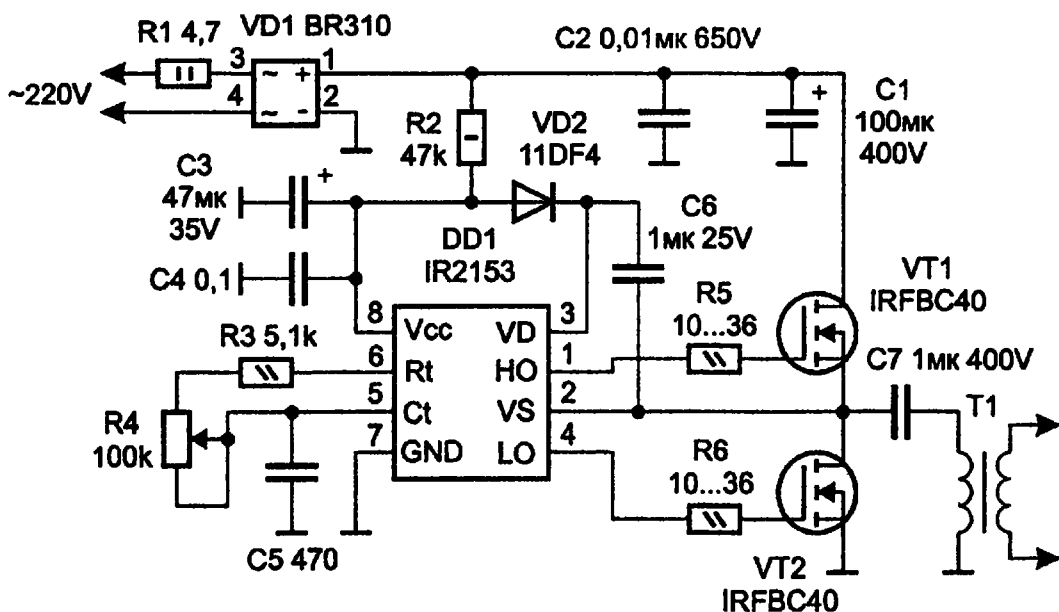 VD1 BR310
R1 4,7
3
~
+
1
~220V
4
~
-
2
C2 0,01мк 650V
+
C1
100мк
400V
R2
47k
VD2
11DF4
C3
47мк
35V
+
C6
1мк 25V
DD1
IR2153
C4 0,1
VT1
IRFBC40
R5
10...36
8
Vcc
VD
3
R3 5,1k
6
Rt
HO
1
C7 1мк 400V
5
Ct
VS
2
T1
R4
100k
7
GND
LO
4
R6
10...36
C5 470
VT2
IRFBC40